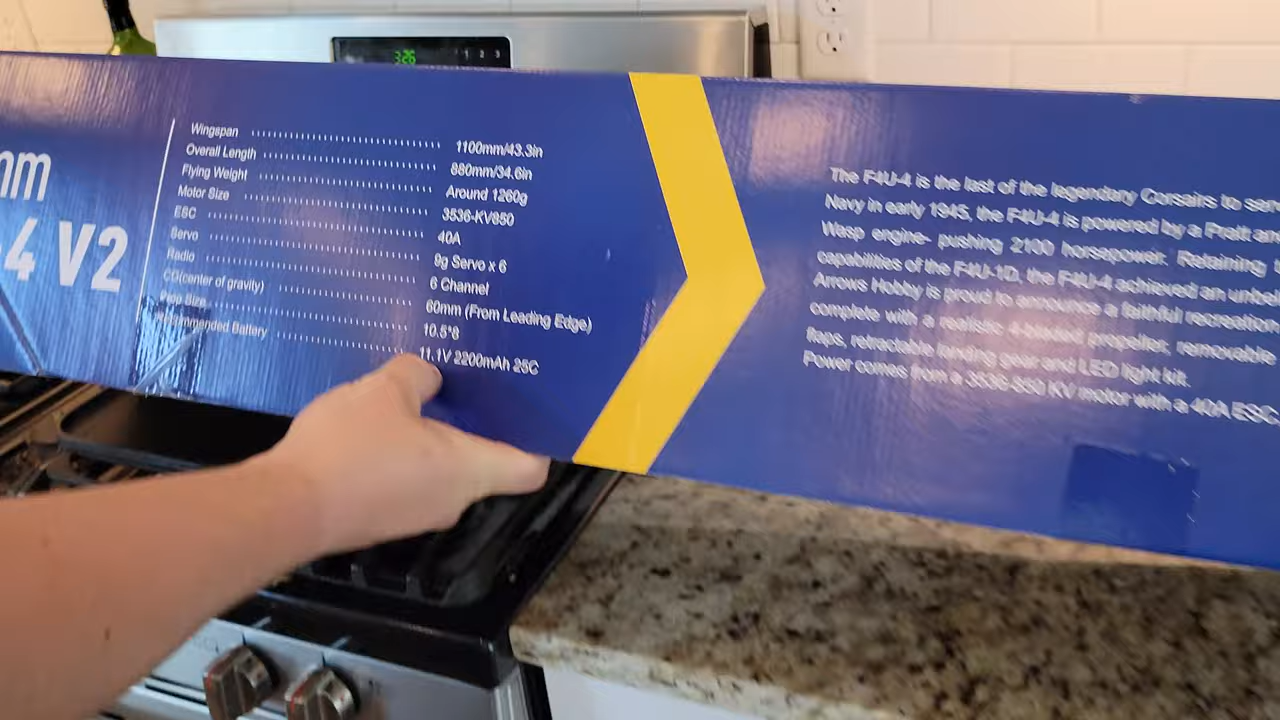 3:26
1 2 3
mm
-4 V2
Wingspan 1100mm/43.3in
Overall Length 880mm/34.6in
Flying Weight Around 1260g
Motor Size 3536-KV850
ESC 40A
Servo 9g Servo x 6
Radio 6 Channel
CG(center of gravity) 60mm (From Leading Edge)
Prop Size 10.5*8
Recommended Battery 11.1V 2200mAh 25C
The F4U-4 is the last of the legendary Corsairs to
Navy in early 1945, the F4U-4 is powered by a Pratt
Wasp engine- pushing 2100 horsepower. Retaining
capabilities of the F4U-1D, the F4U-4 achieved an
Arrows Hobby is proud to announce a faithful recreation,
complete with a realistic 4-bladed propeller, removable
flaps, retractable landing gear and LED light kit.
Power comes from a 3536-850 KV motor with a 40A ESC,